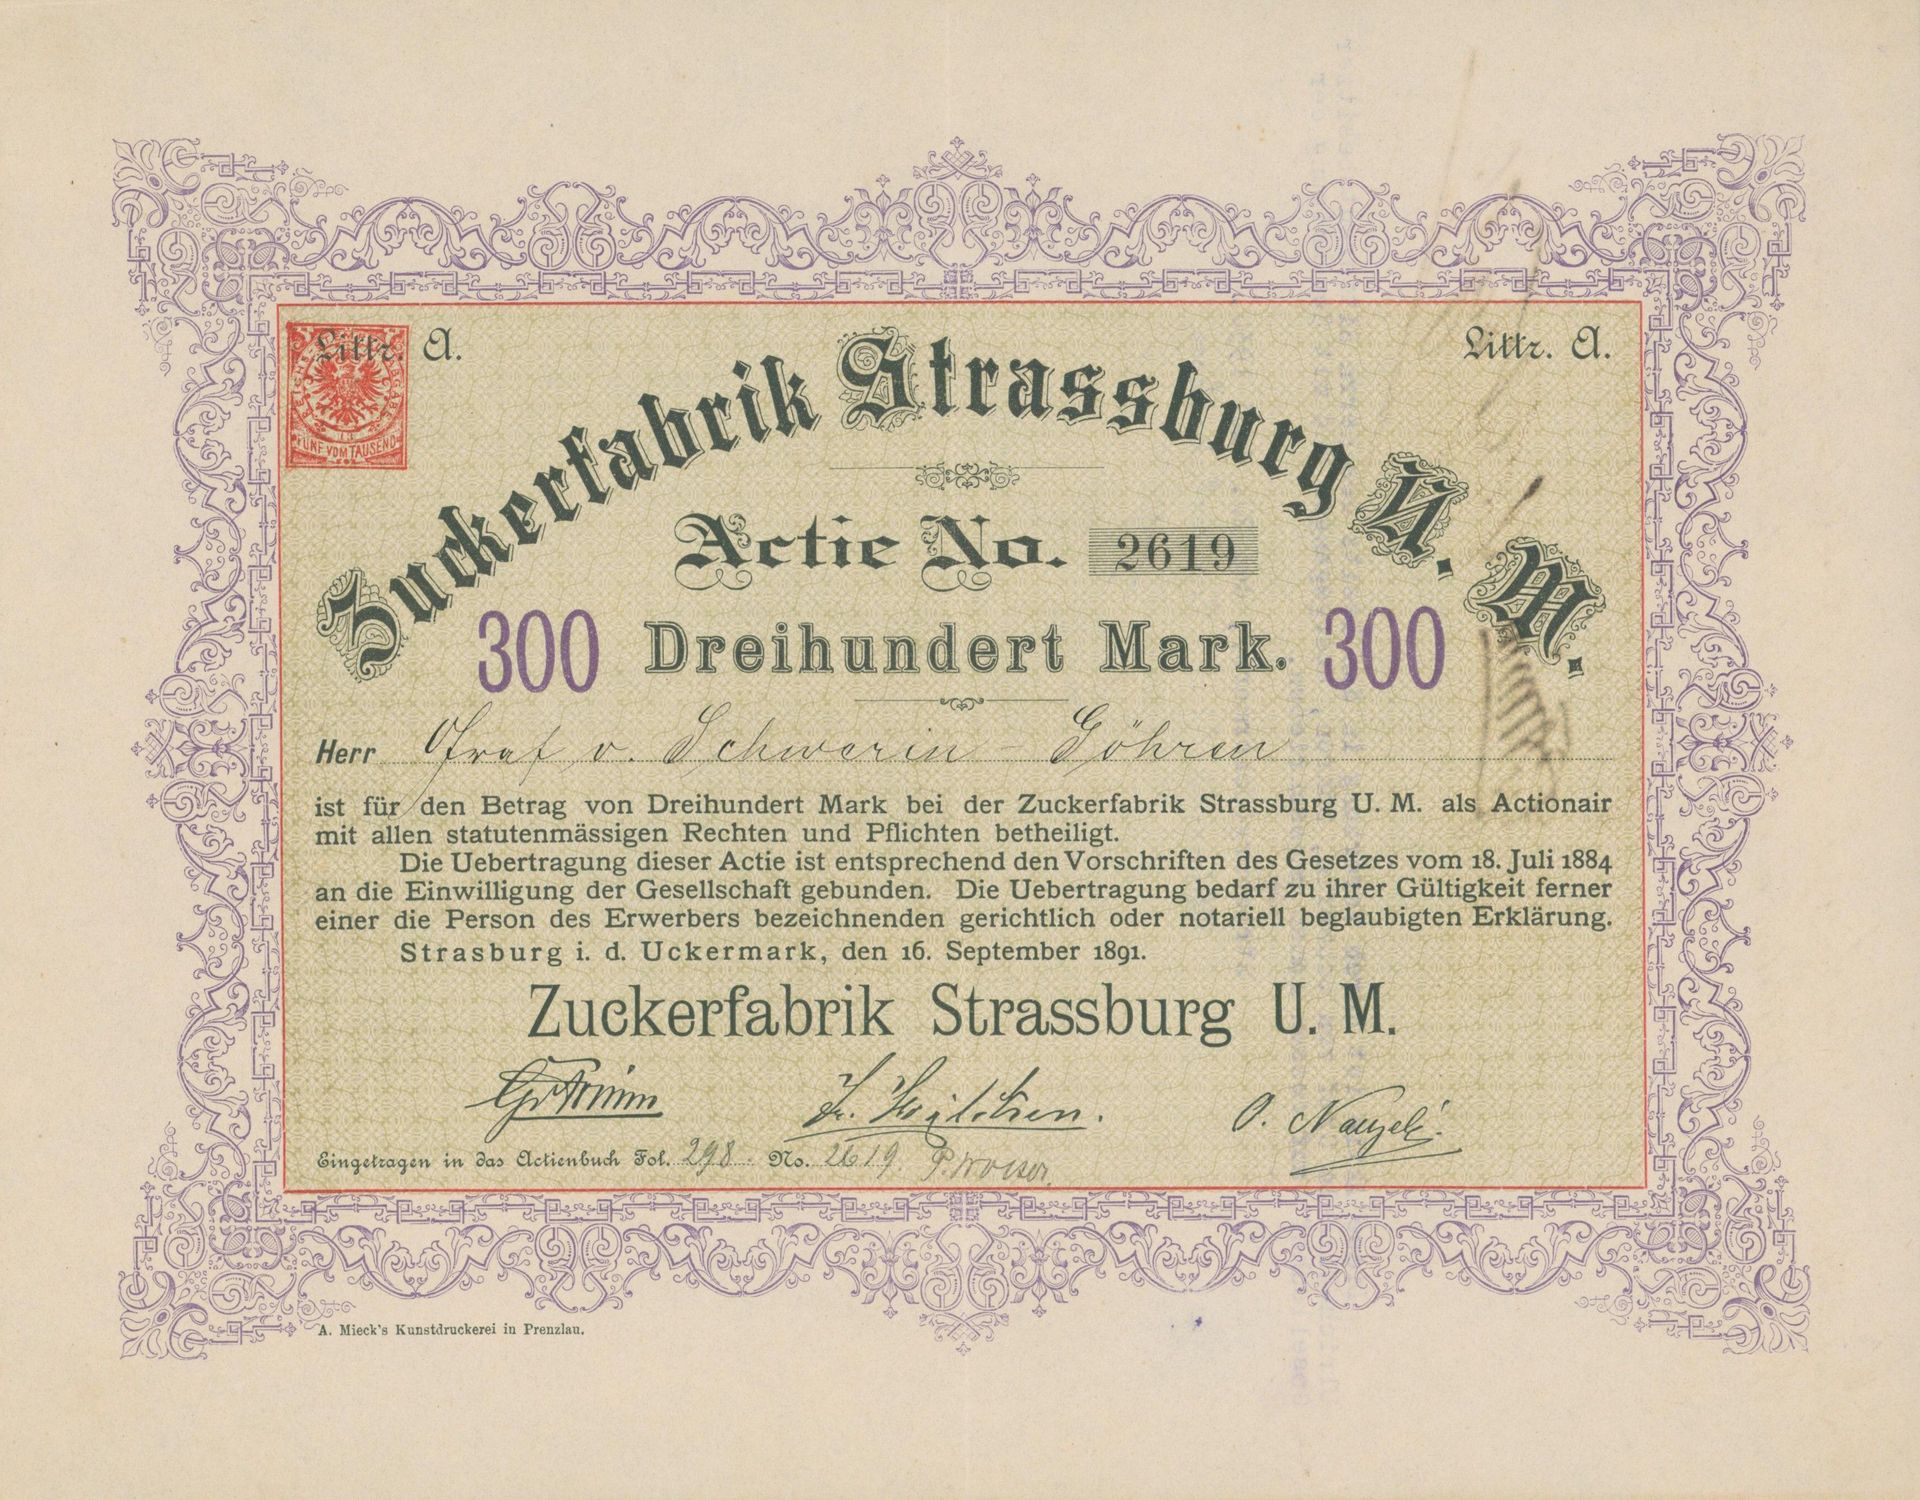 Littr. A.
Littr. A.
REICHS ABGABE
FÜNF VOM TAUSEND
Zuckerfabrik Strassburg U. M.
Actie No. 2619
300 Dreihundert Mark. 300
Herr Graf v. Schwerin Göhren
ist für den Betrag von Dreihundert Mark bei der Zuckerfabrik Strassburg U. M. als Actionair
mit allen statutenmässigen Rechten und Pflichten betheiligt.
Die Uebertragung dieser Actie ist entsprechend den Vorschriften des Gesetzes vom 18. Juli 1884
an die Einwilligung der Gesellschaft gebunden. Die Uebertragung bedarf zu ihrer Gültigkeit ferner
einer die Person des Erwerbers bezeichnenden gerichtlich oder notariell beglaubigten Erklärung.
Strasburg i. d. Uckermark, den 16. September 1891.
Zuckerfabrik Strassburg U. M.
Eingetragen in das Actienbuch Fol. 298 No. 2619.
A. Mieck's Kunstdruckerei in Prenzlau.